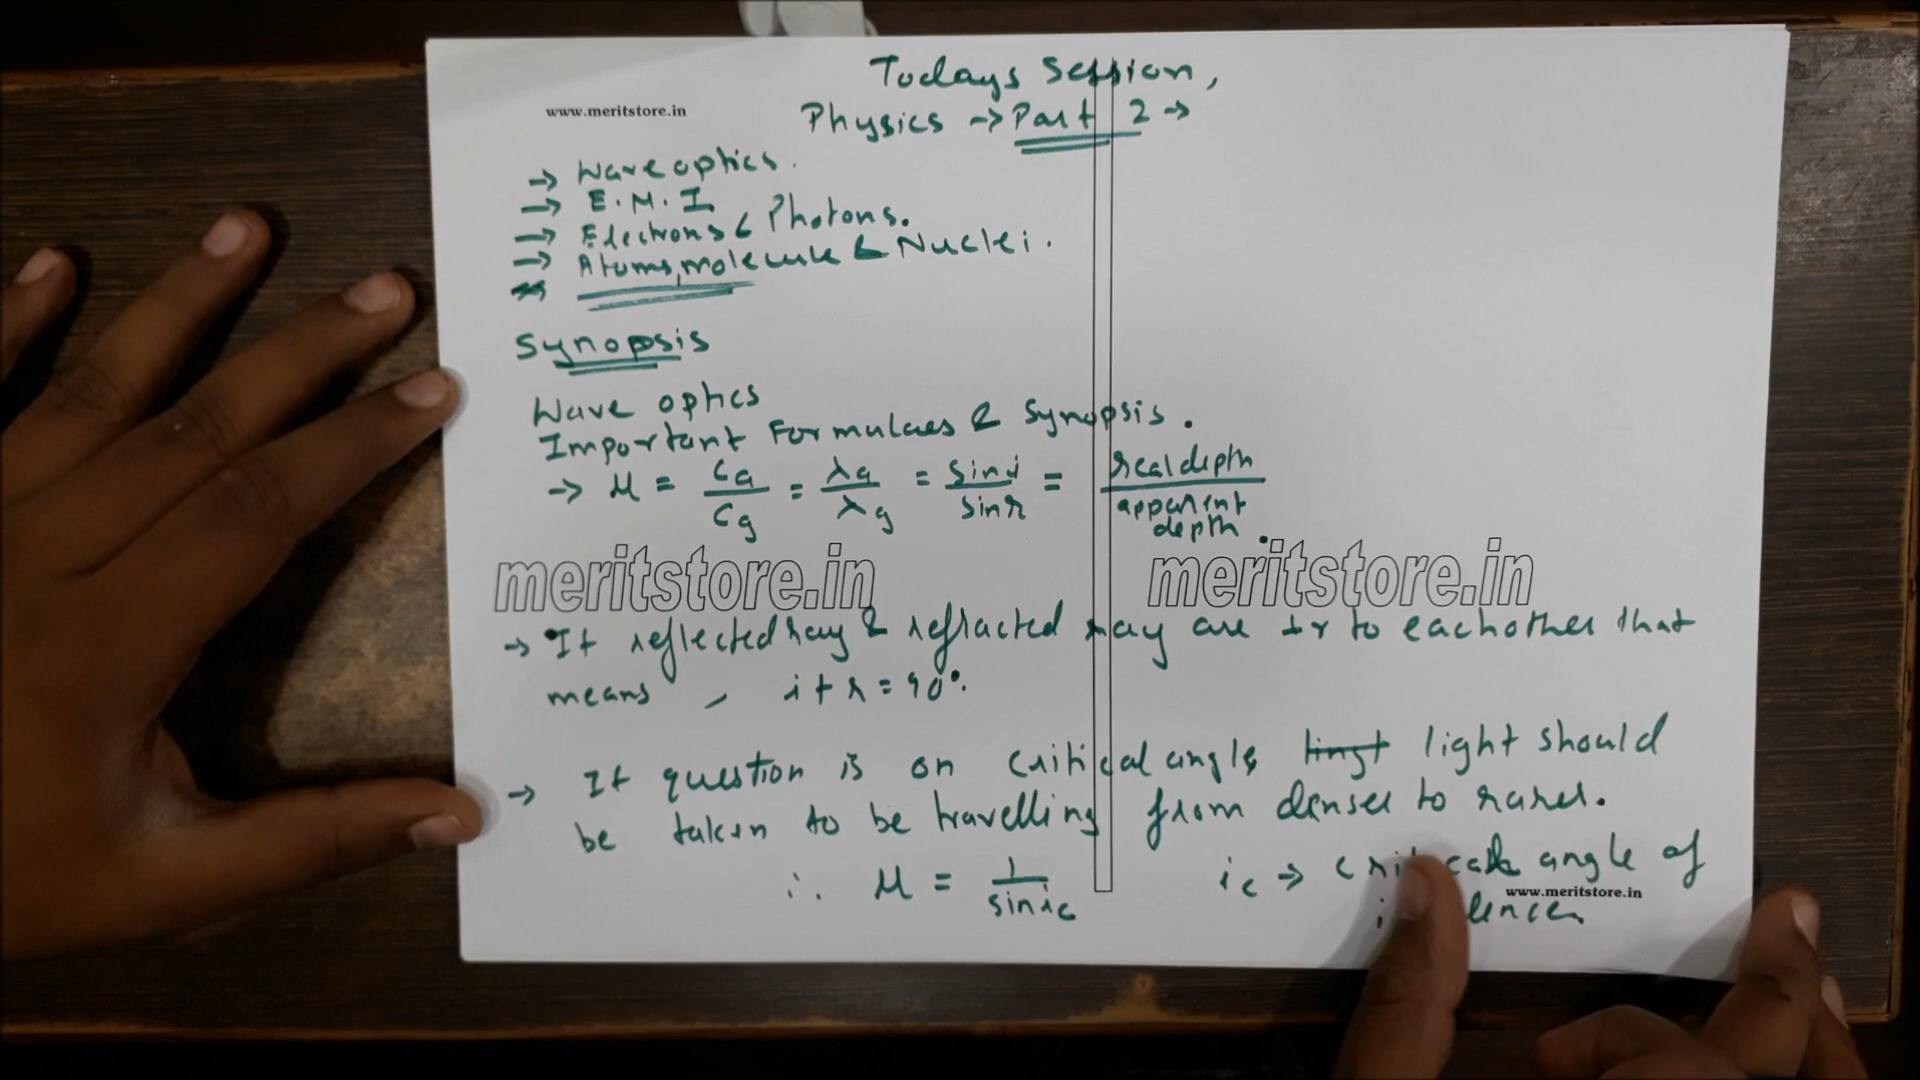 Todays Session,
www.meritstore.in
Physics → Part 2 →
→ Wave optics.
→ E.M.I
→ Electrons & Photons.
→ Atoms, molecule & Nuclei.
Synopsis
Wave optics
Important Formulaes & Synopsis.
→ μ = Ca/Cg = λa/λg = sin i/sin r = real depth/apparent depth.
meritstore.in meritstore.in
→ If reflected ray & refracted ray are ⊥r to eachother that
means, i + r = 90°.
→ If question is on critical angle light should
be taken to be travelling from denser to rarer.
∴ μ = 1/sin ic ic → critical angle of
www.meritstore.in